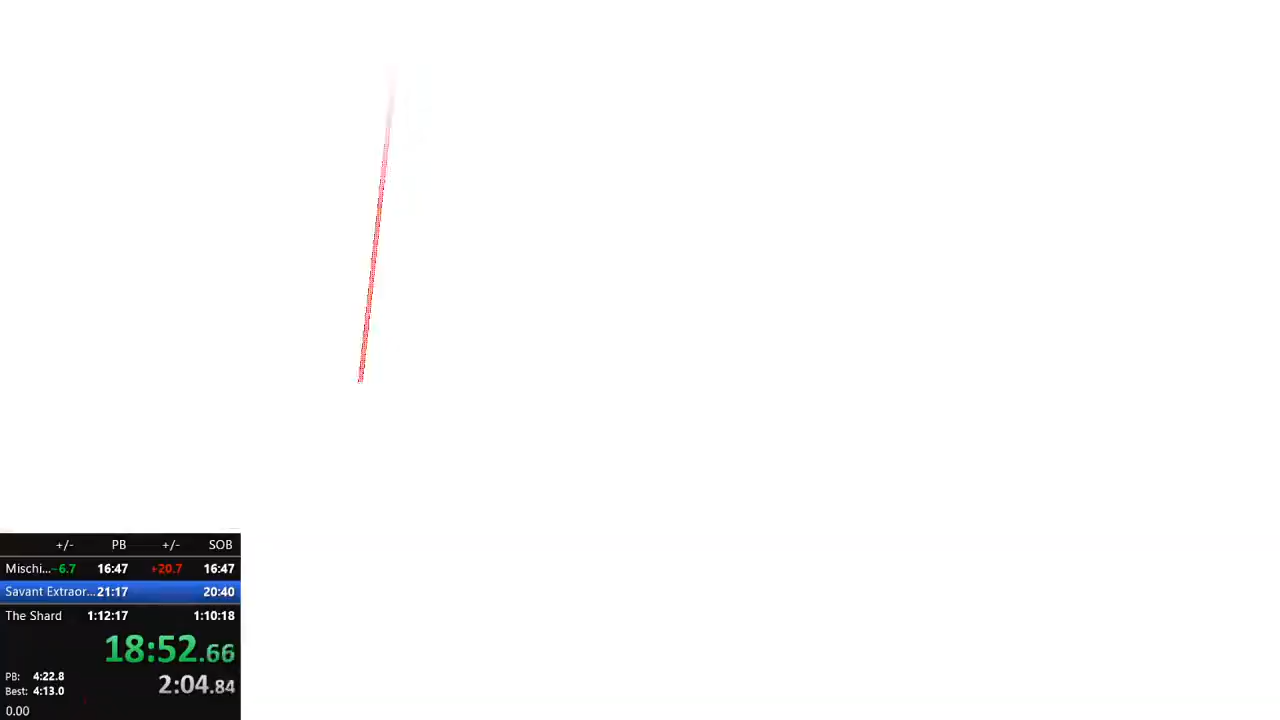 +/- PB +/- SOB
Mischi... -6.7 16:47 +20.7 16:47
Savant Extraor... 21:17 20:40
The Shard 1:12:17 1:10:18
18:52.66
PB: 4:22.8
Best: 4:13.0 2:04.84
0.00